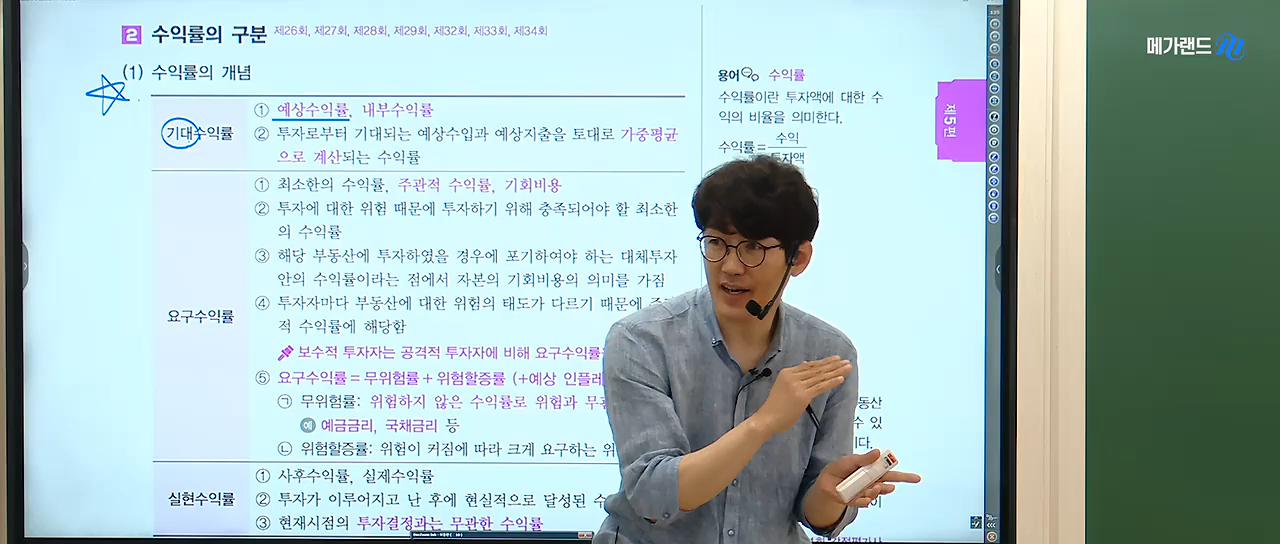 2 수익률의 구분 제26회, 제27회, 제28회, 제29회, 제32회, 제33회, 제34회
(1) 수익률의 개념
기대수익률
① 예상수익률, 내부수익률
② 투자로부터 기대되는 예상수입과 예상지출을 토대로 가중평균
으로 계산되는 수익률
요구수익률
① 최소한의 수익률, 주관적 수익률, 기회비용
② 투자에 대한 위험 때문에 투자하기 위해 충족되어야 할 최소한
의 수익률
③ 해당 부동산에 투자하였을 경우에 포기하여야 하는 대체투자
안의 수익률이라는 점에서 자본의 기회비용의 의미를 가짐
④ 투자자마다 부동산에 대한 위험의 태도가 다르기 때문에
적 수익률에 해당함
보수적 투자자는 공격적 투자자에 비해 요구수익률
⑤ 요구수익률 = 무위험률 + 위험할증률 (+예상 인플레
㉠ 무위험률: 위험하지 않은 수익률로 위험과
예 예금금리, 국채금리 등
㉡ 위험할증률: 위험이 커짐에 따라 크게 요구하는
실현수익률
① 사후수익률, 실제수익률
② 투자가 이루어지고 난 후에 현실적으로 달성된
③ 현재시점의 투자결정과는 무관한 수익률
용어 수익률
수익률이란 투자액에 대한 수
익의 비율을 의미한다.
수익률 = 수익
투자액
제5편
메가랜드